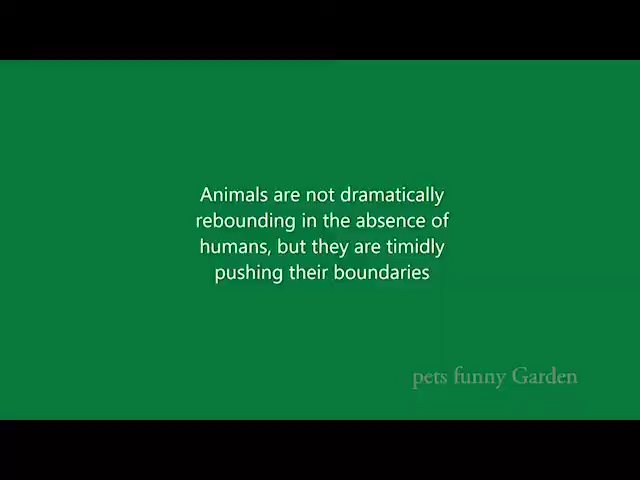 Animals are not dramatically
rebounding in the absence of
humans, but they are timidly
pushing their boundaries
pets funny Garden